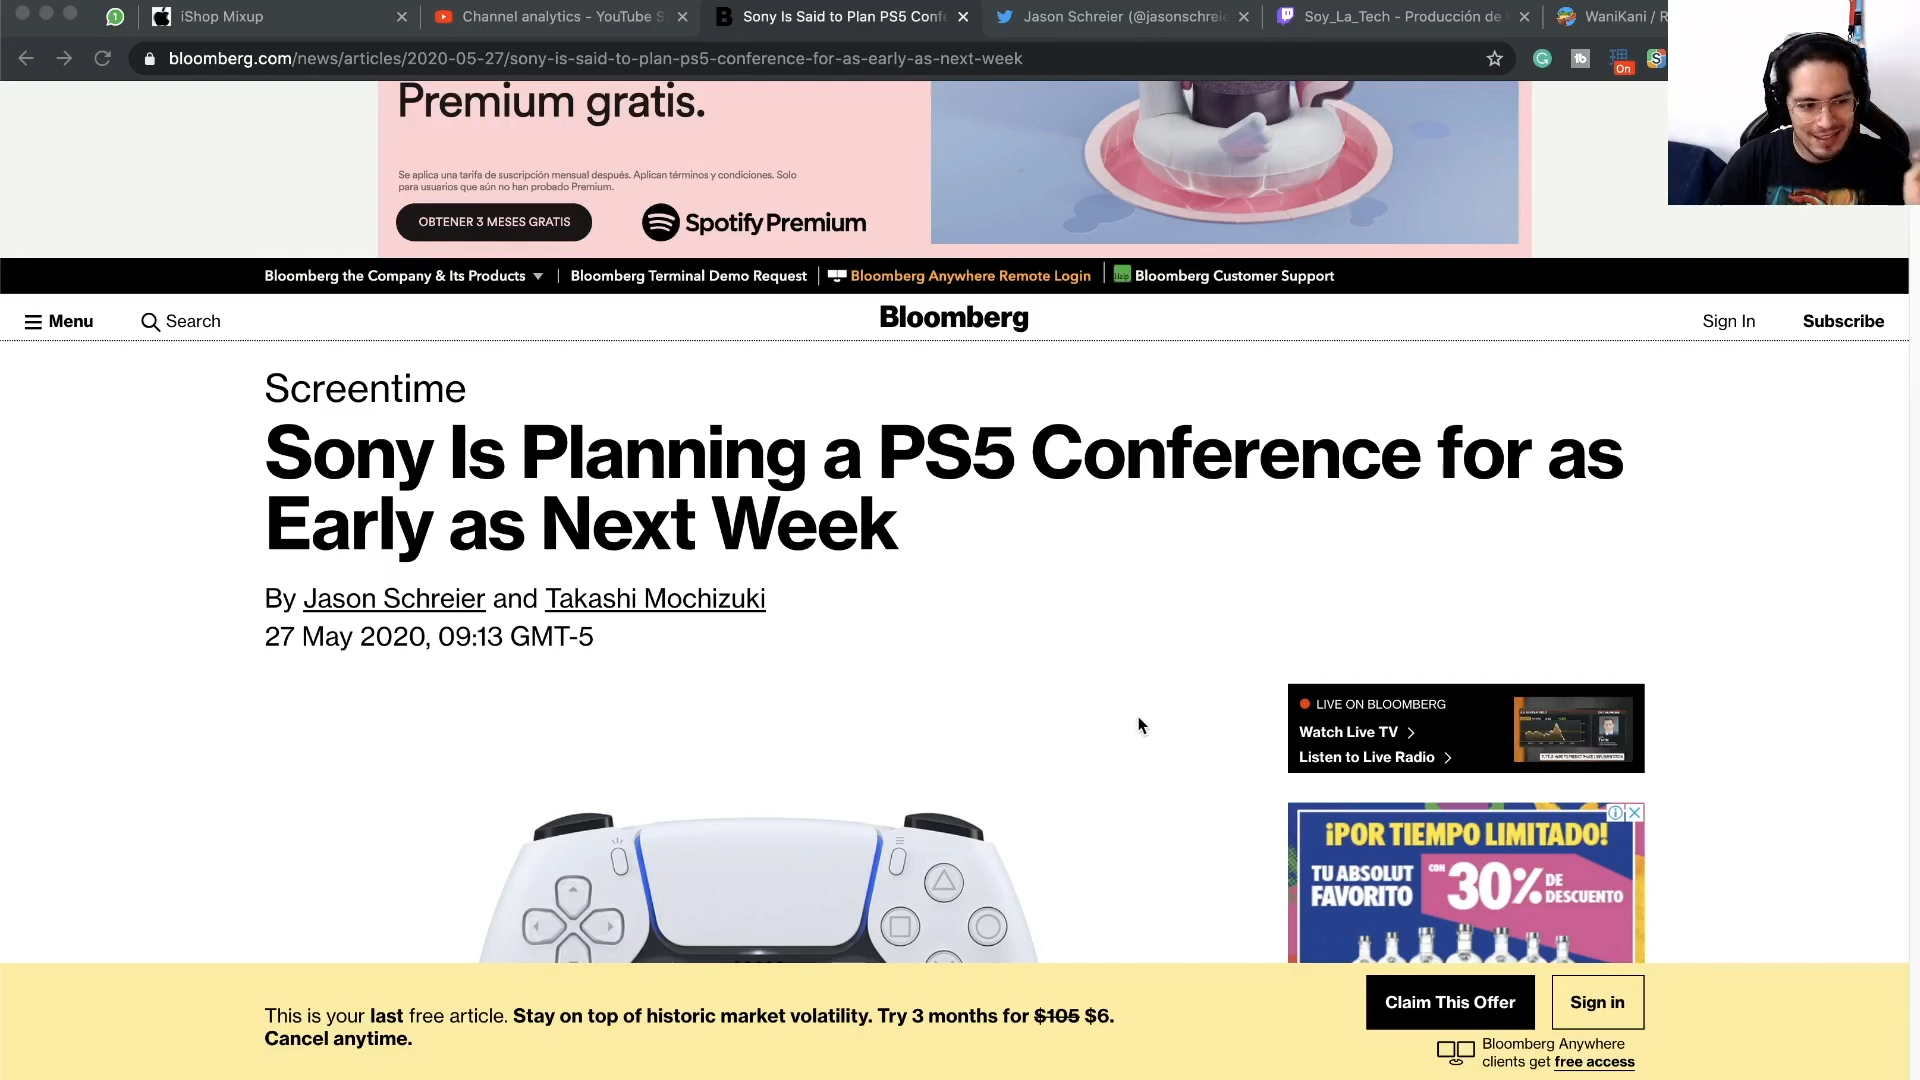 iShop Mixup
Channel analytics - YouTube S
Sony Is Said to Plan PS5 Conf
Jason Schreier (@jasonschrei
Soy_La_Tech - Producción de
WaniKani / R
bloomberg.com/news/articles/2020-05-27/sony-is-said-to-plan-ps5-conference-for-as-early-as-next-week
On
Premium gratis.
Se aplica una tarifa de suscripción mensual después. Aplican términos y condiciones. Solo
para usuarios que aún no han probado Premium.
OBTENER 3 MESES GRATIS
Spotify Premium
Bloomberg the Company & Its Products
Bloomberg Terminal Demo Request
Bloomberg Anywhere Remote Login
Bloomberg Customer Support
Menu
Search
Bloomberg
Sign In
Subscribe
Screentime
Sony Is Planning a PS5 Conference for as
Early as Next Week
By Jason Schreier and Takashi Mochizuki
27 May 2020, 09:13 GMT-5
LIVE ON BLOOMBERG
Watch Live TV
Listen to Live Radio
¡POR TIEMPO LIMITADO!
TU ABSOLUT
FAVORITO
CON 30% DE
DESCUENTO
This is your last free article. Stay on top of historic market volatility. Try 3 months for $105 $6.
Cancel anytime.
Claim This Offer
Sign in
Bloomberg Anywhere
clients get free access